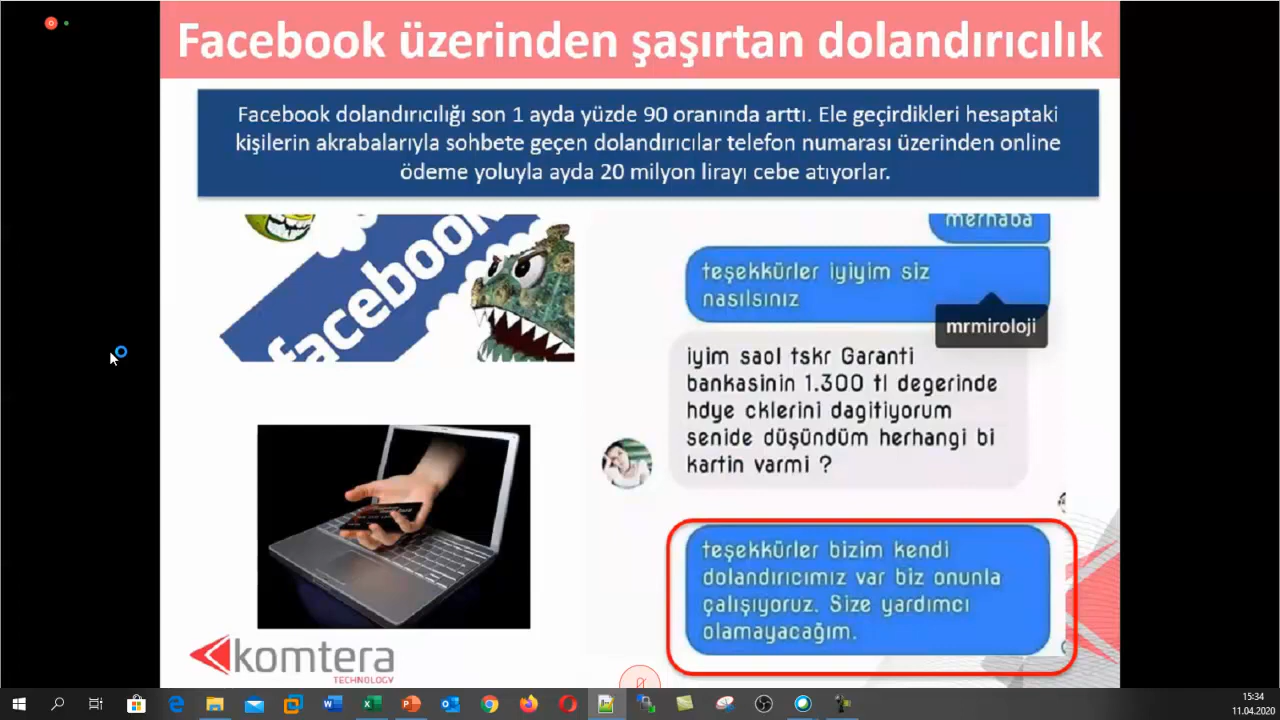 Facebook üzerinden şaşırtan dolandırıcılık
Facebook dolandırıcılığı son 1 ayda yüzde 90 oranında arttı. Ele geçirdikleri hesaptaki
kişilerin akrabalarıyla sohbete geçen dolandırıcılar telefon numarası üzerinden online
ödeme yoluyla ayda 20 milyon lirayı cebe atıyorlar.
facebook
merhaba
teşekkürler iyiyim siz
nasılsınız
mrmiroloji
iyim saol tskr Garanti
bankasinin 1.300 tl degerinde
hdye cklerini dagitiyorum
senide düşündüm herhangi bi
kartin varmi ?
teşekkürler bizim kendi
dolandırıcımız var biz onunla
çalışıyoruz. Size yardımcı
olamayacağım.
komtera
TECHNOLOGY
15:34
11.04.2020